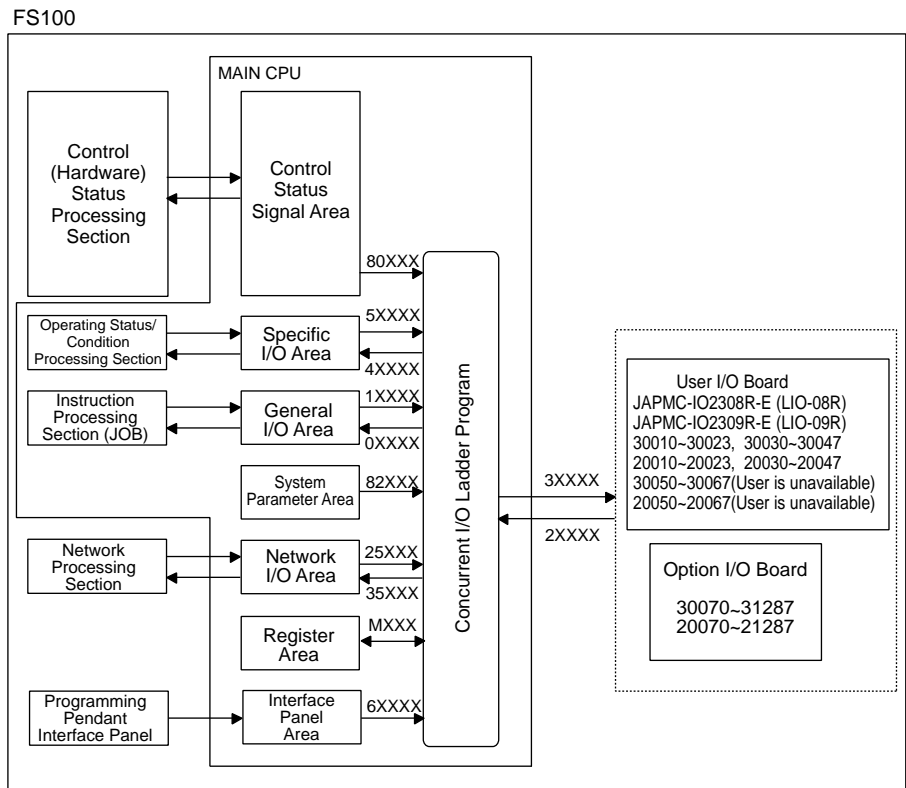 FS100
MAIN CPU
Control
(Hardware)
Status
Processing
Section
Control
Status
Signal Area
80XXX
Operating Status/
Condition
Processing Section
Specific
I/O Area
5XXXX
4XXXX
Instruction
Processing
Section (JOB)
General
I/O Area
1XXXX
0XXXX
System
Parameter Area
82XXX
Network
Processing
Section
Network
I/O Area
25XXX
35XXX
Register
Area
MXXX
Programming
Pendant
Interface Panel
Interface
Panel
Area
6XXXX
Concurrent I/O Ladder Program
3XXXX
2XXXX
User I/O Board
JAPMC-IO2308R-E (LIO-08R)
JAPMC-IO2309R-E (LIO-09R)
30010~30023, 30030~30047
20010~20023, 20030~20047
30050~30067(User is unavailable)
20050~20067(User is unavailable)
Option I/O Board
30070~31287
20070~21287